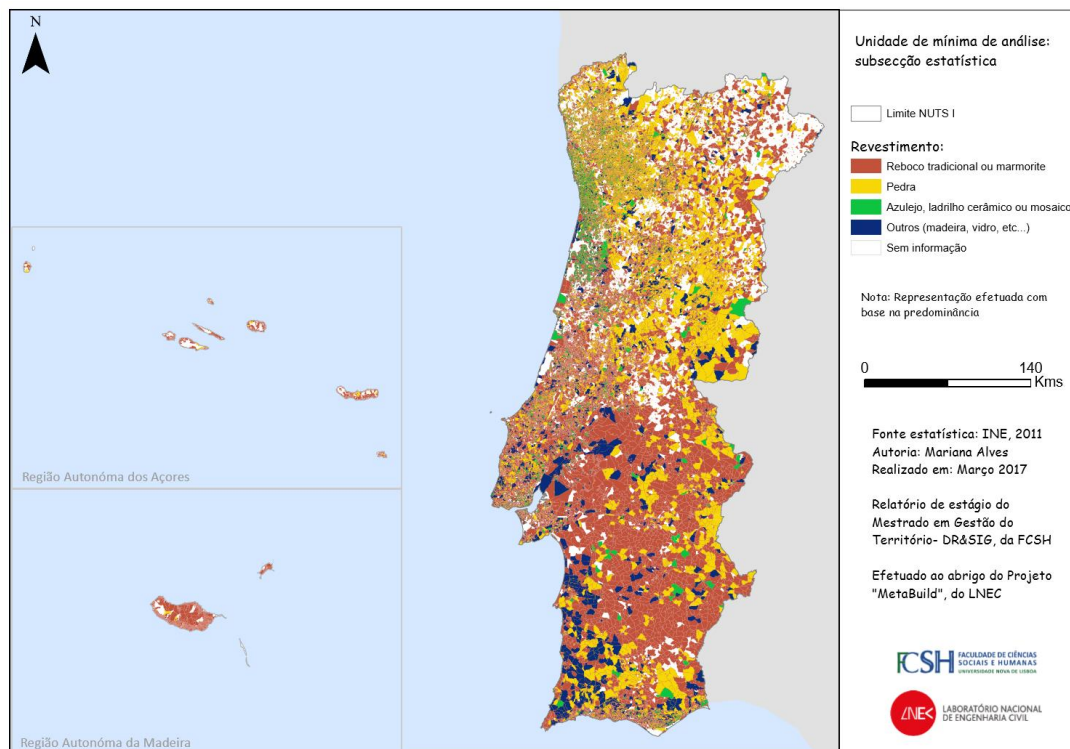 N
Região Autonóma dos Açores
Região Autonóma da Madeira
Unidade de mínima de análise:
subsecção estatística
Limite NUTS I
Revestimento:
Reboco tradicional ou marmorite
Pedra
Azulejo, ladrilho cerâmico ou mosaico
Outros (madeira, vidro, etc...)
Sem informação
Nota: Representação efetuada com
base na predominância
0 140
Kms
Fonte estatística: INE, 2011
Autoria: Mariana Alves
Realizado em: Março 2017
Relatório de estágio do
Mestrado em Gestão do
Território- DR&SIG, da FCSH
Efetuado ao abrigo do Projeto
"MetaBuild", do LNEC
FCSH FACULDADE DE CIÊNCIAS
SOCIAIS E HUMANAS
UNIVERSIDADE NOVA DE LISBOA
LNEC LABORATÓRIO NACIONAL
DE ENGENHARIA CIVIL